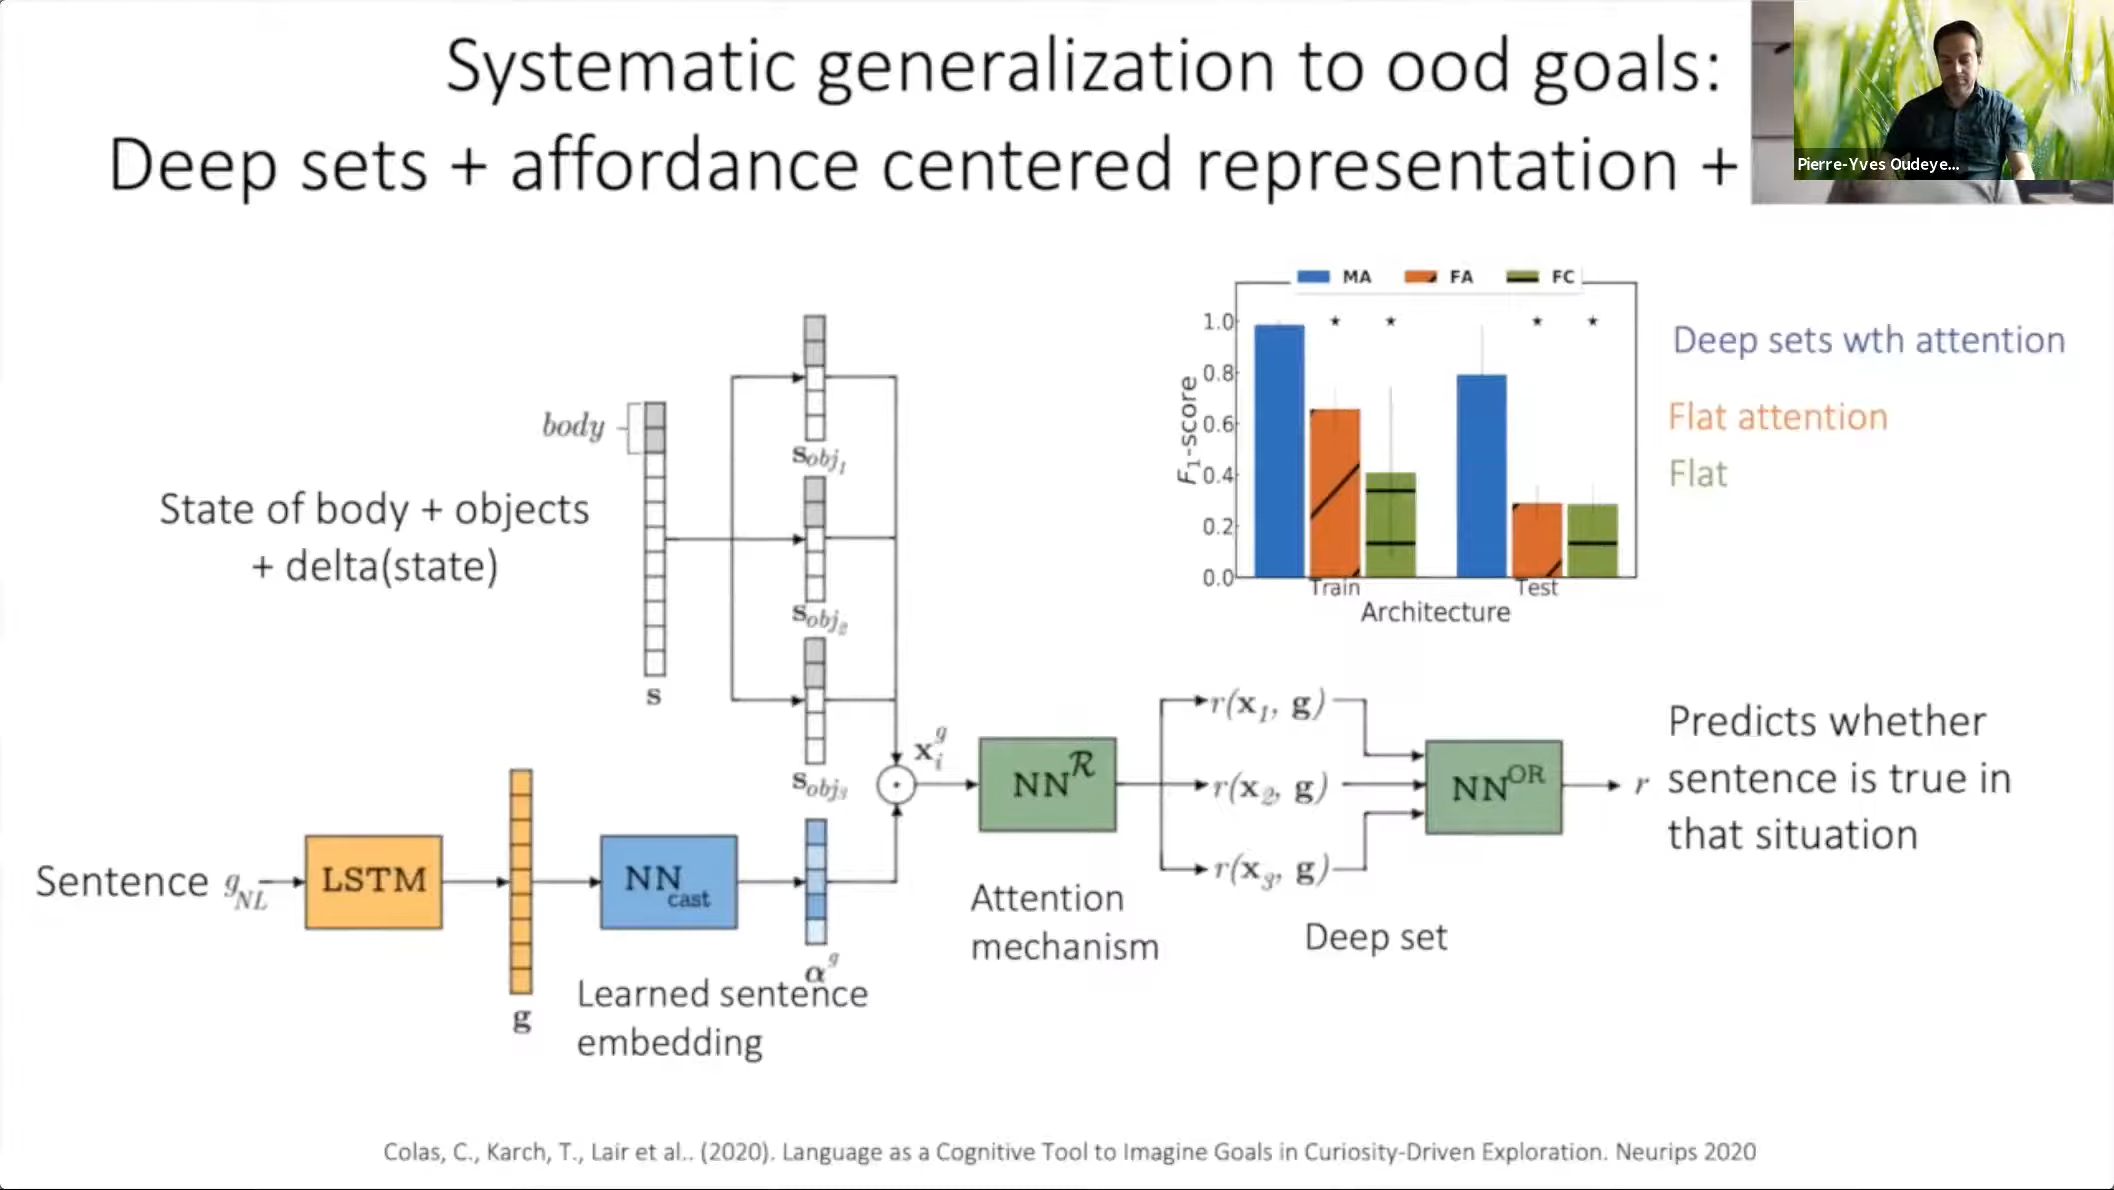 Systematic generalization to ood goals:
Deep sets + affordance centered representation +
Pierre-Yves Oudeye...
MA FA FC
1.0
0.8
0.6
0.4
0.2
0.0
F1-score
* * * *
Train Test
Architecture
Deep sets wth attention
Flat attention
Flat
body
State of body + objects
+ delta(state)
s
s_obj1
s_obj2
s_obj3
Sentence g_NL
LSTM
g
NN cast
α^g
Learned sentence
embedding
x_i^g
NN^R
Attention
mechanism
r(x1, g)
r(x2, g)
r(x3, g)
Deep set
NN^OR
r
Predicts whether
sentence is true in
that situation
Colas, C., Karch, T., Lair et al.. (2020). Language as a Cognitive Tool to Imagine Goals in Curiosity-Driven Exploration. Neurips 2020